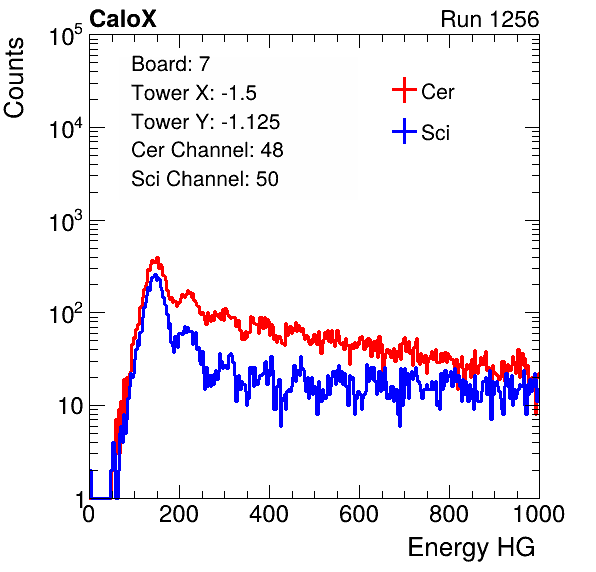 CaloX Run 1256
Counts
10^5
10^4
10^3
10^2
10
1
Board: 7
Tower X: -1.5
Tower Y: -1.125
Cer Channel: 48
Sci Channel: 50
Cer
Sci
0 200 400 600 800 1000
Energy HG